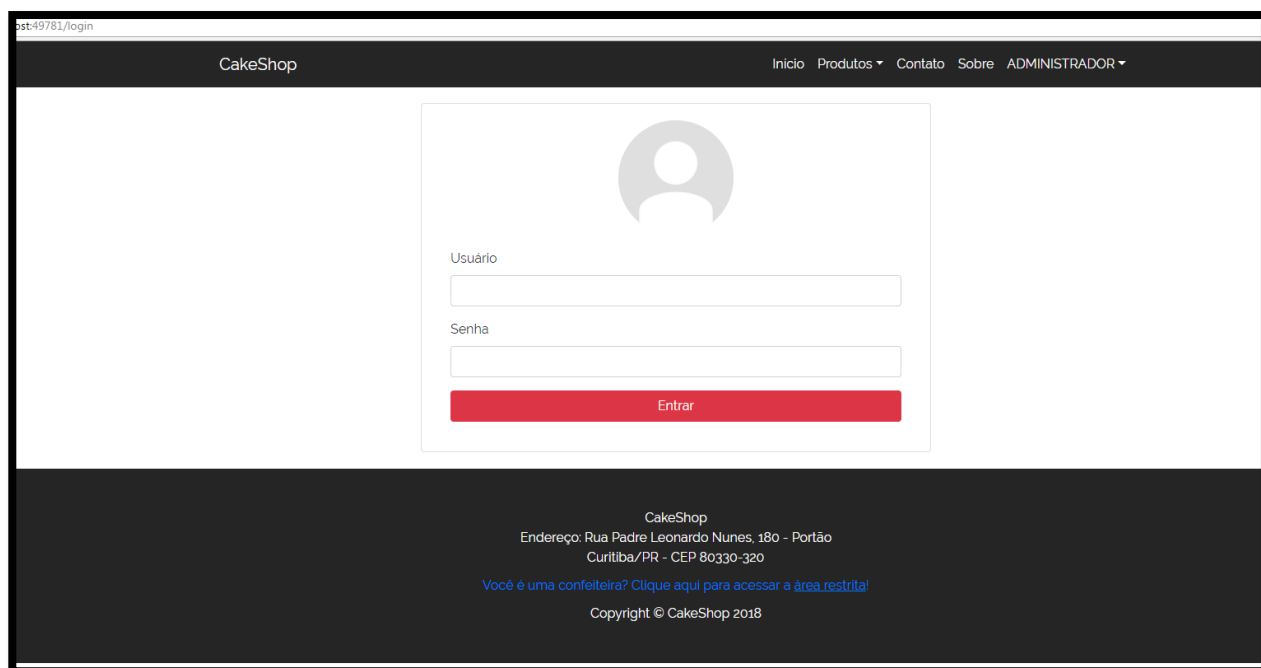 ost:49781/login
CakeShop
Inicio Produtos Contato Sobre ADMINISTRADOR
Usuário
Senha
Entrar
CakeShop
Endereço: Rua Padre Leonardo Nunes, 180 - Portão
Curitiba/PR - CEP 80330-320
Você é uma confeiteira? Clique aqui para acessar a área restrita!
Copyright © CakeShop 2018